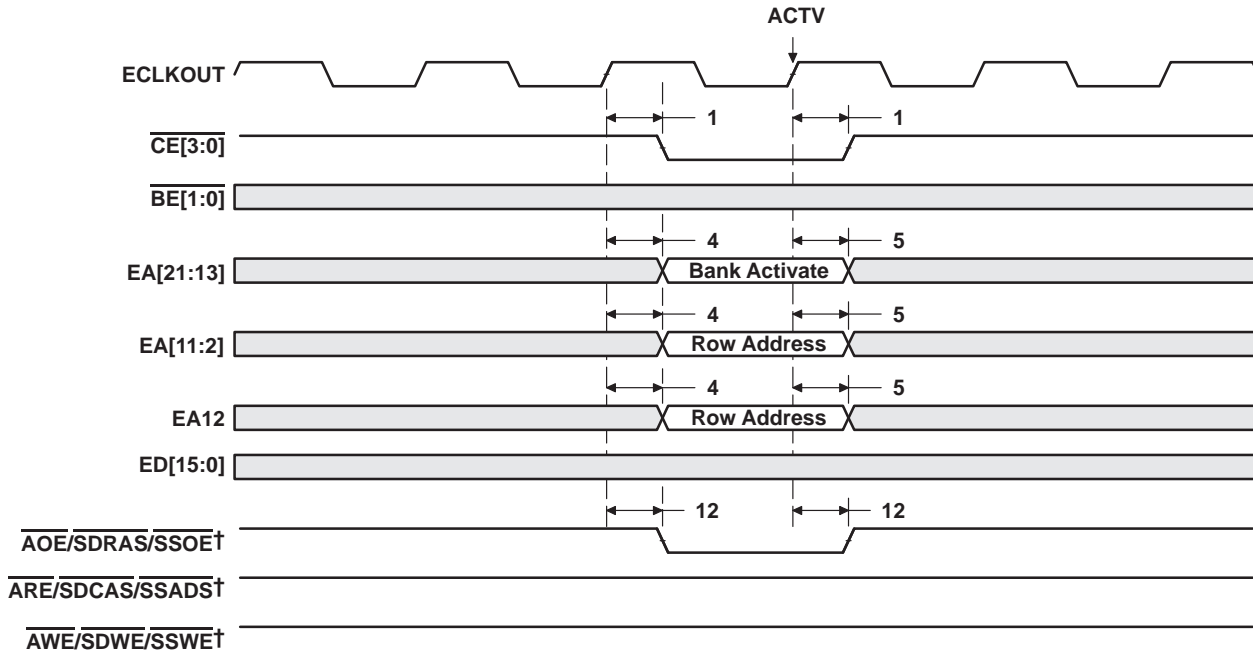 ACTV
ECLKOUT
1 1
CE[3:0]
BE[1:0]
4 5
EA[21:13] Bank Activate
4 5
EA[11:2] Row Address
4 5
EA12 Row Address
ED[15:0]
12 12
AOE/SDRAS/SSOE†
ARE/SDCAS/SSADS†
AWE/SDWE/SSWE†